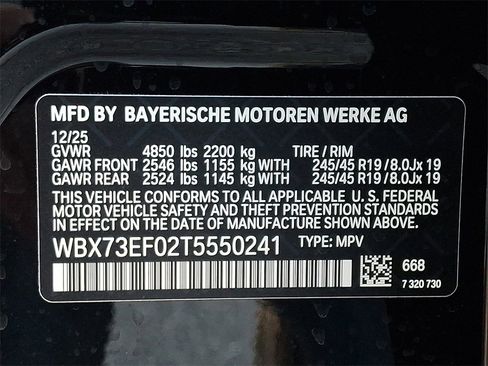 MFD BY BAYERISCHE MOTOREN WERKE AG
12/25
GVWR 4850 lbs 2200 kg TIRE / RIM
GAWR FRONT 2546 lbs 1155 kg WITH 245/45 R19 / 8.0Jx 19
GAWR REAR 2524 lbs 1145 kg WITH 245/45 R19 / 8.0Jx 19
THIS VEHICLE CONFORMS TO ALL APPLICABLE U. S. FEDERAL
MOTOR VEHICLE SAFETY AND THEFT PREVENTION STANDARDS
IN EFFECT ON THE DATE OF MANUFACTURE SHOWN ABOVE.
WBX73EF02T5550241 TYPE: MPV
668
7 320 730